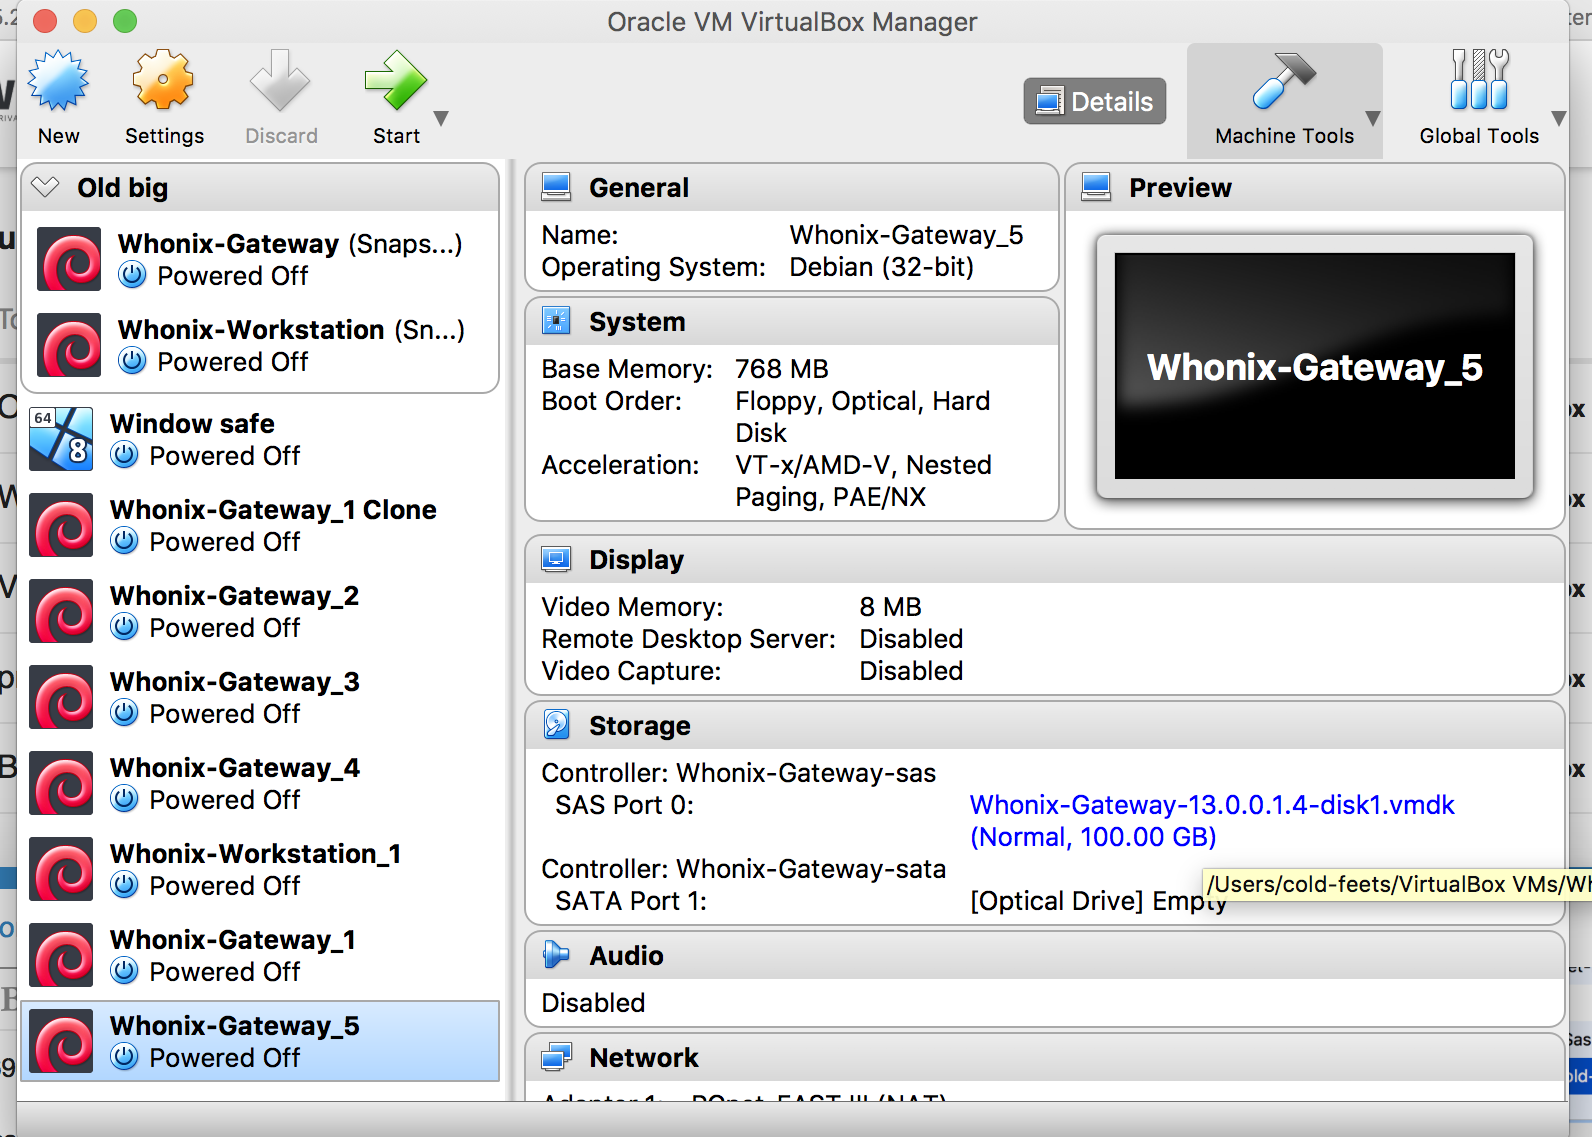 Oracle VM VirtualBox Manager
New
Settings
Discard
Start
Details
Machine Tools
Global Tools
Old big
Whonix-Gateway (Snaps...)
Powered Off
Whonix-Workstation (Sn...)
Powered Off
64
8
Window safe
Powered Off
Whonix-Gateway_1 Clone
Powered Off
Whonix-Gateway_2
Powered Off
Whonix-Gateway_3
Powered Off
Whonix-Gateway_4
Powered Off
Whonix-Workstation_1
Powered Off
Whonix-Gateway_1
Powered Off
Whonix-Gateway_5
Powered Off
General
Name: Whonix-Gateway_5
Operating System: Debian (32-bit)
System
Base Memory: 768 MB
Boot Order: Floppy, Optical, Hard
Disk
Acceleration: VT-x/AMD-V, Nested
Paging, PAE/NX
Preview
Whonix-Gateway_5
Display
Video Memory: 8 MB
Remote Desktop Server: Disabled
Video Capture: Disabled
Storage
Controller: Whonix-Gateway-sas
SAS Port 0: Whonix-Gateway-13.0.0.1.4-disk1.vmdk
(Normal, 100.00 GB)
Controller: Whonix-Gateway-sata
/Users/cold-feets/VirtualBox VMs/Wh
SATA Port 1: [Optical Drive] Empty
Audio
Disabled
Network